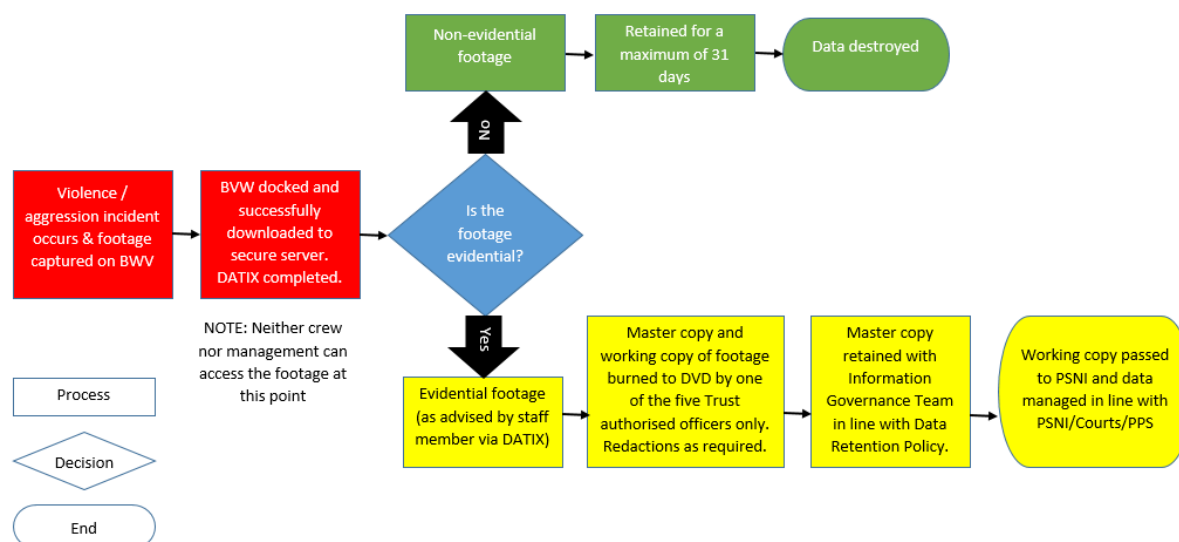 Non-evidential
footage
Retained for a
maximum of 31
days
Data destroyed
No
Violence /
aggression incident
occurs & footage
captured on BWV
BVW docked and
successfully
downloaded to
secure server.
DATIX completed.
Is the
footage
evidential?
NOTE: Neither crew
nor management can
access the footage at
this point
Yes
Evidential footage
(as advised by staff
member via DATIX)
Master copy and
working copy of footage
burned to DVD by one
of the five Trust
authorised officers only.
Redactions as required.
Master copy
retained with
Information
Governance Team
in line with Data
Retention Policy.
Working copy passed
to PSNI and data
managed in line with
PSNI/Courts/PPS
Process
Decision
End